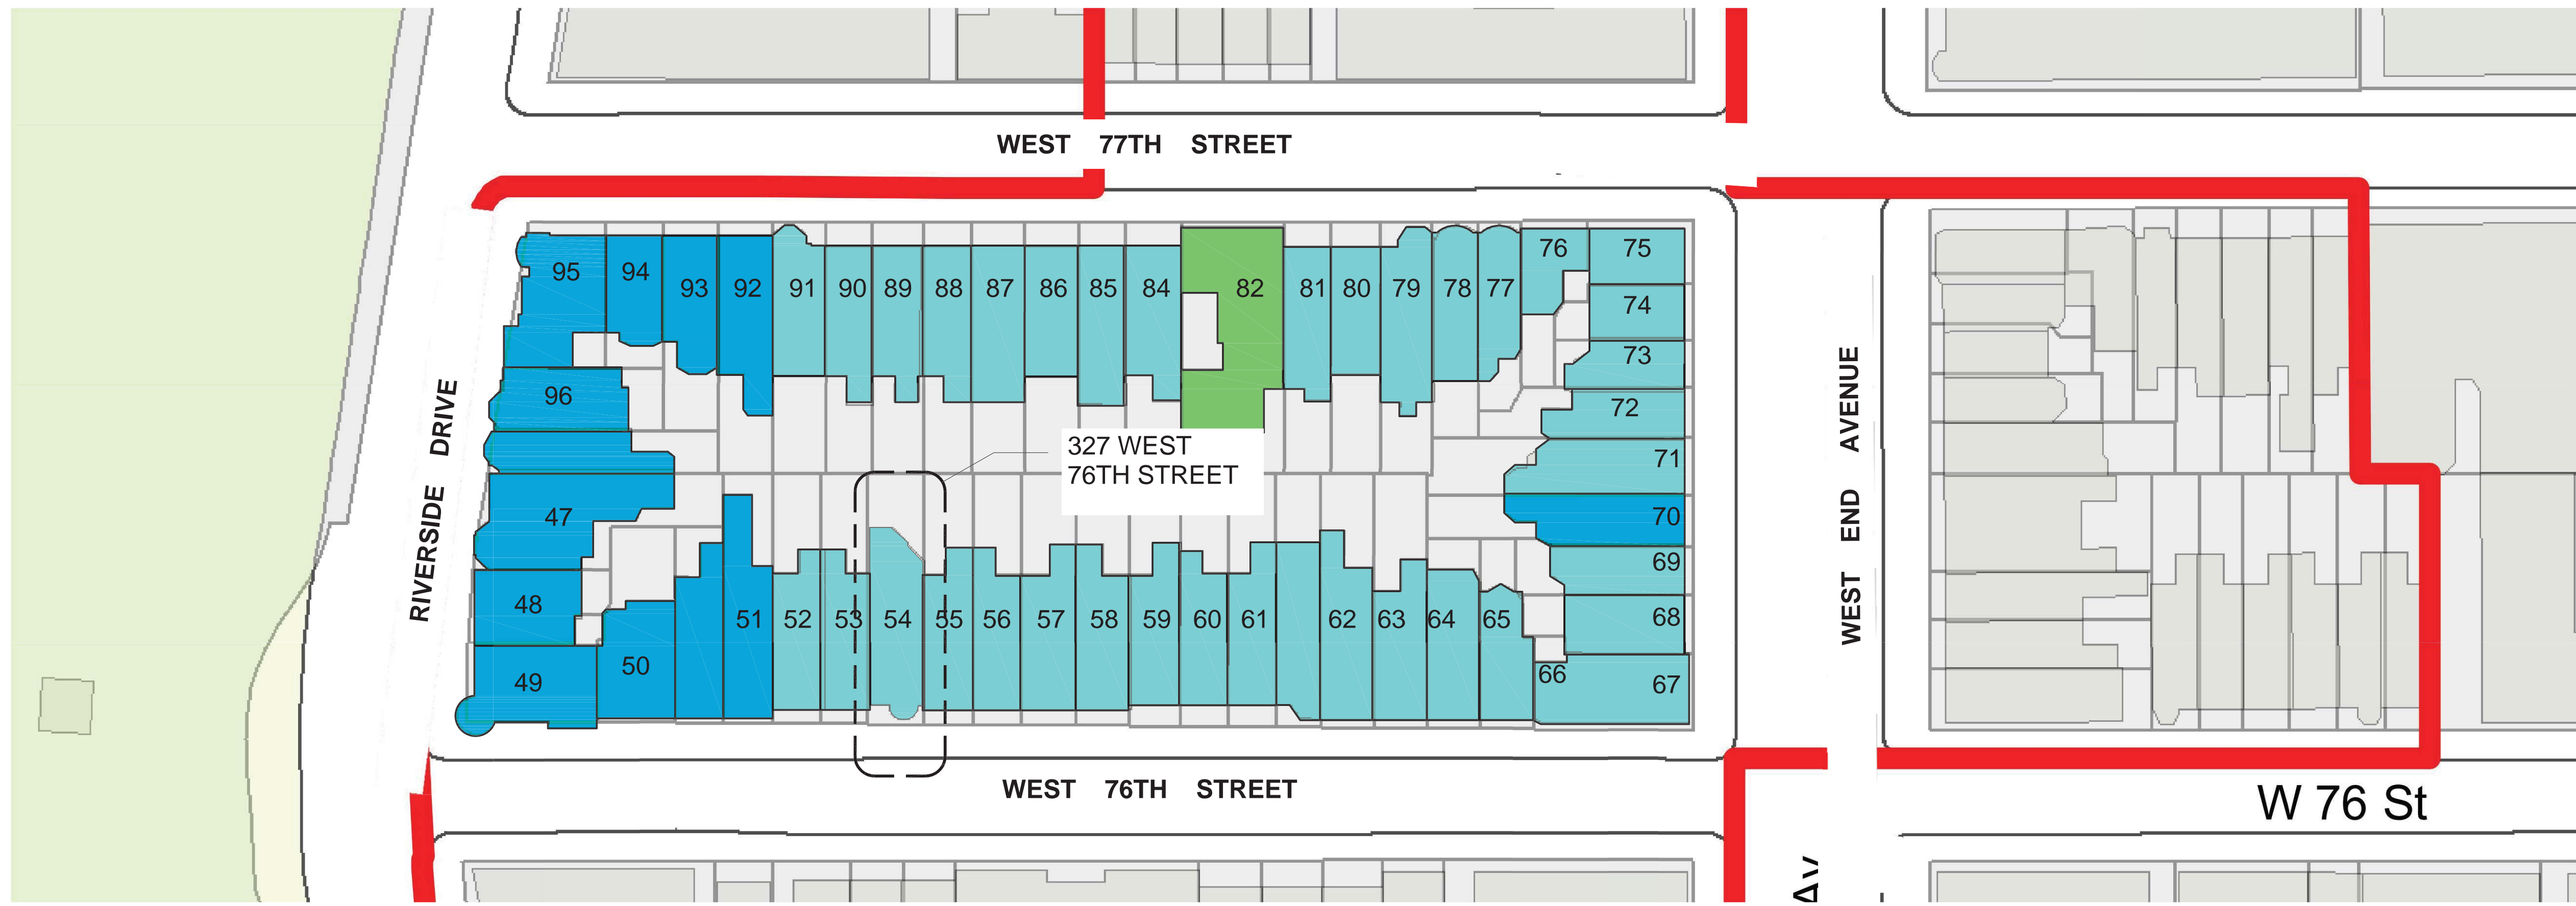 WEST 77TH STREET
95 94 93 92 91 90 89 88 87 86 85 84 82 81 80 79 78 77 76 75
74
73
96
72
RIVERSIDE DRIVE
327 WEST
76TH STREET
71
WEST END AVENUE
47
70
69
48
51 52 53 54 55 56 57 58 59 60 61 62 63 64 65
68
50
66
49
67
WEST 76TH STREET
W 76 St
Av